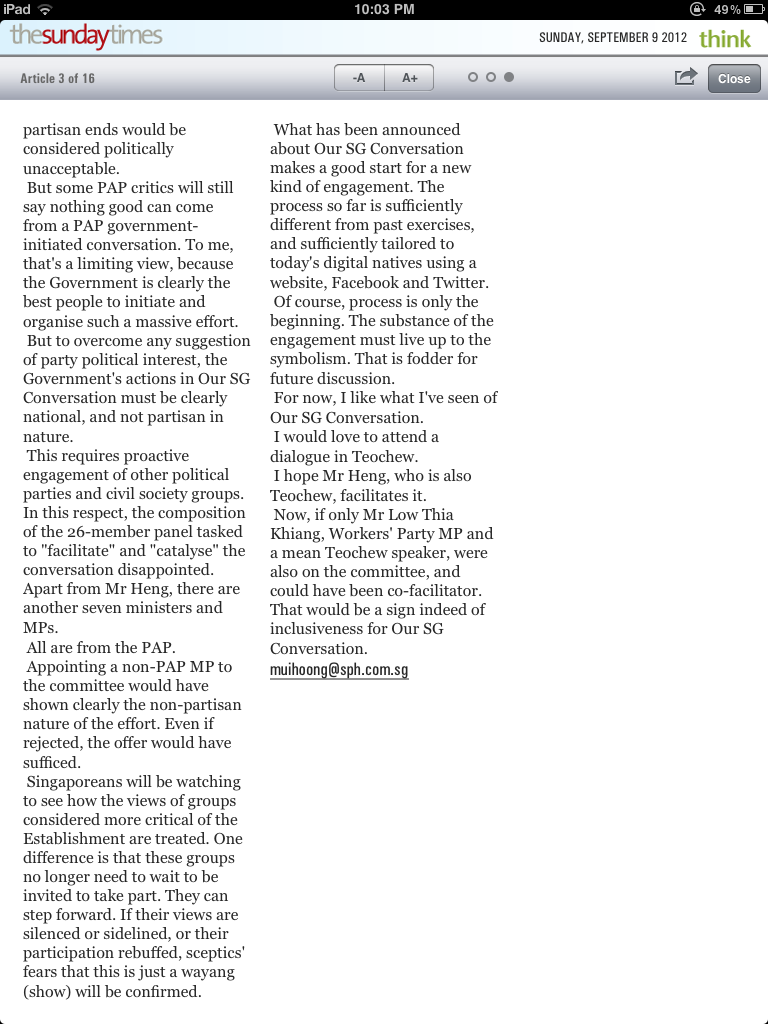 iPad
10:03 PM
49%
thesundaytimes
SUNDAY, SEPTEMBER 9 2012
think
Article 3 of 16
-A
A+
Close
partisan ends would be
considered politically
unacceptable.
But some PAP critics will still
say nothing good can come
from a PAP government-
initiated conversation. To me,
that's a limiting view, because
the Government is clearly the
best people to initiate and
organise such a massive effort.
But to overcome any suggestion
of party political interest, the
Government's actions in Our SG
Conversation must be clearly
national, and not partisan in
nature.
This requires proactive
engagement of other political
parties and civil society groups.
In this respect, the composition
of the 26-member panel tasked
to "facilitate" and "catalyse" the
conversation disappointed.
Apart from Mr Heng, there are
another seven ministers and
MPs.
All are from the PAP.
Appointing a non-PAP MP to
the committee would have
shown clearly the non-partisan
nature of the effort. Even if
rejected, the offer would have
sufficed.
Singaporeans will be watching
to see how the views of groups
considered more critical of the
Establishment are treated. One
difference is that these groups
no longer need to wait to be
invited to take part. They can
step forward. If their views are
silenced or sidelined, or their
participation rebuffed, sceptics'
fears that this is just a wayang
(show) will be confirmed.
What has been announced
about Our SG Conversation
makes a good start for a new
kind of engagement. The
process so far is sufficiently
different from past exercises,
and sufficiently tailored to
today's digital natives using a
website, Facebook and Twitter.
Of course, process is only the
beginning. The substance of the
engagement must live up to the
symbolism. That is fodder for
future discussion.
For now, I like what I've seen of
Our SG Conversation.
I would love to attend a
dialogue in Teochew.
I hope Mr Heng, who is also
Teochew, facilitates it.
Now, if only Mr Low Thia
Khiang, Workers' Party MP and
a mean Teochew speaker, were
also on the committee, and
could have been co-facilitator.
That would be a sign indeed of
inclusiveness for Our SG
Conversation.
muihoong@sph.com.sg